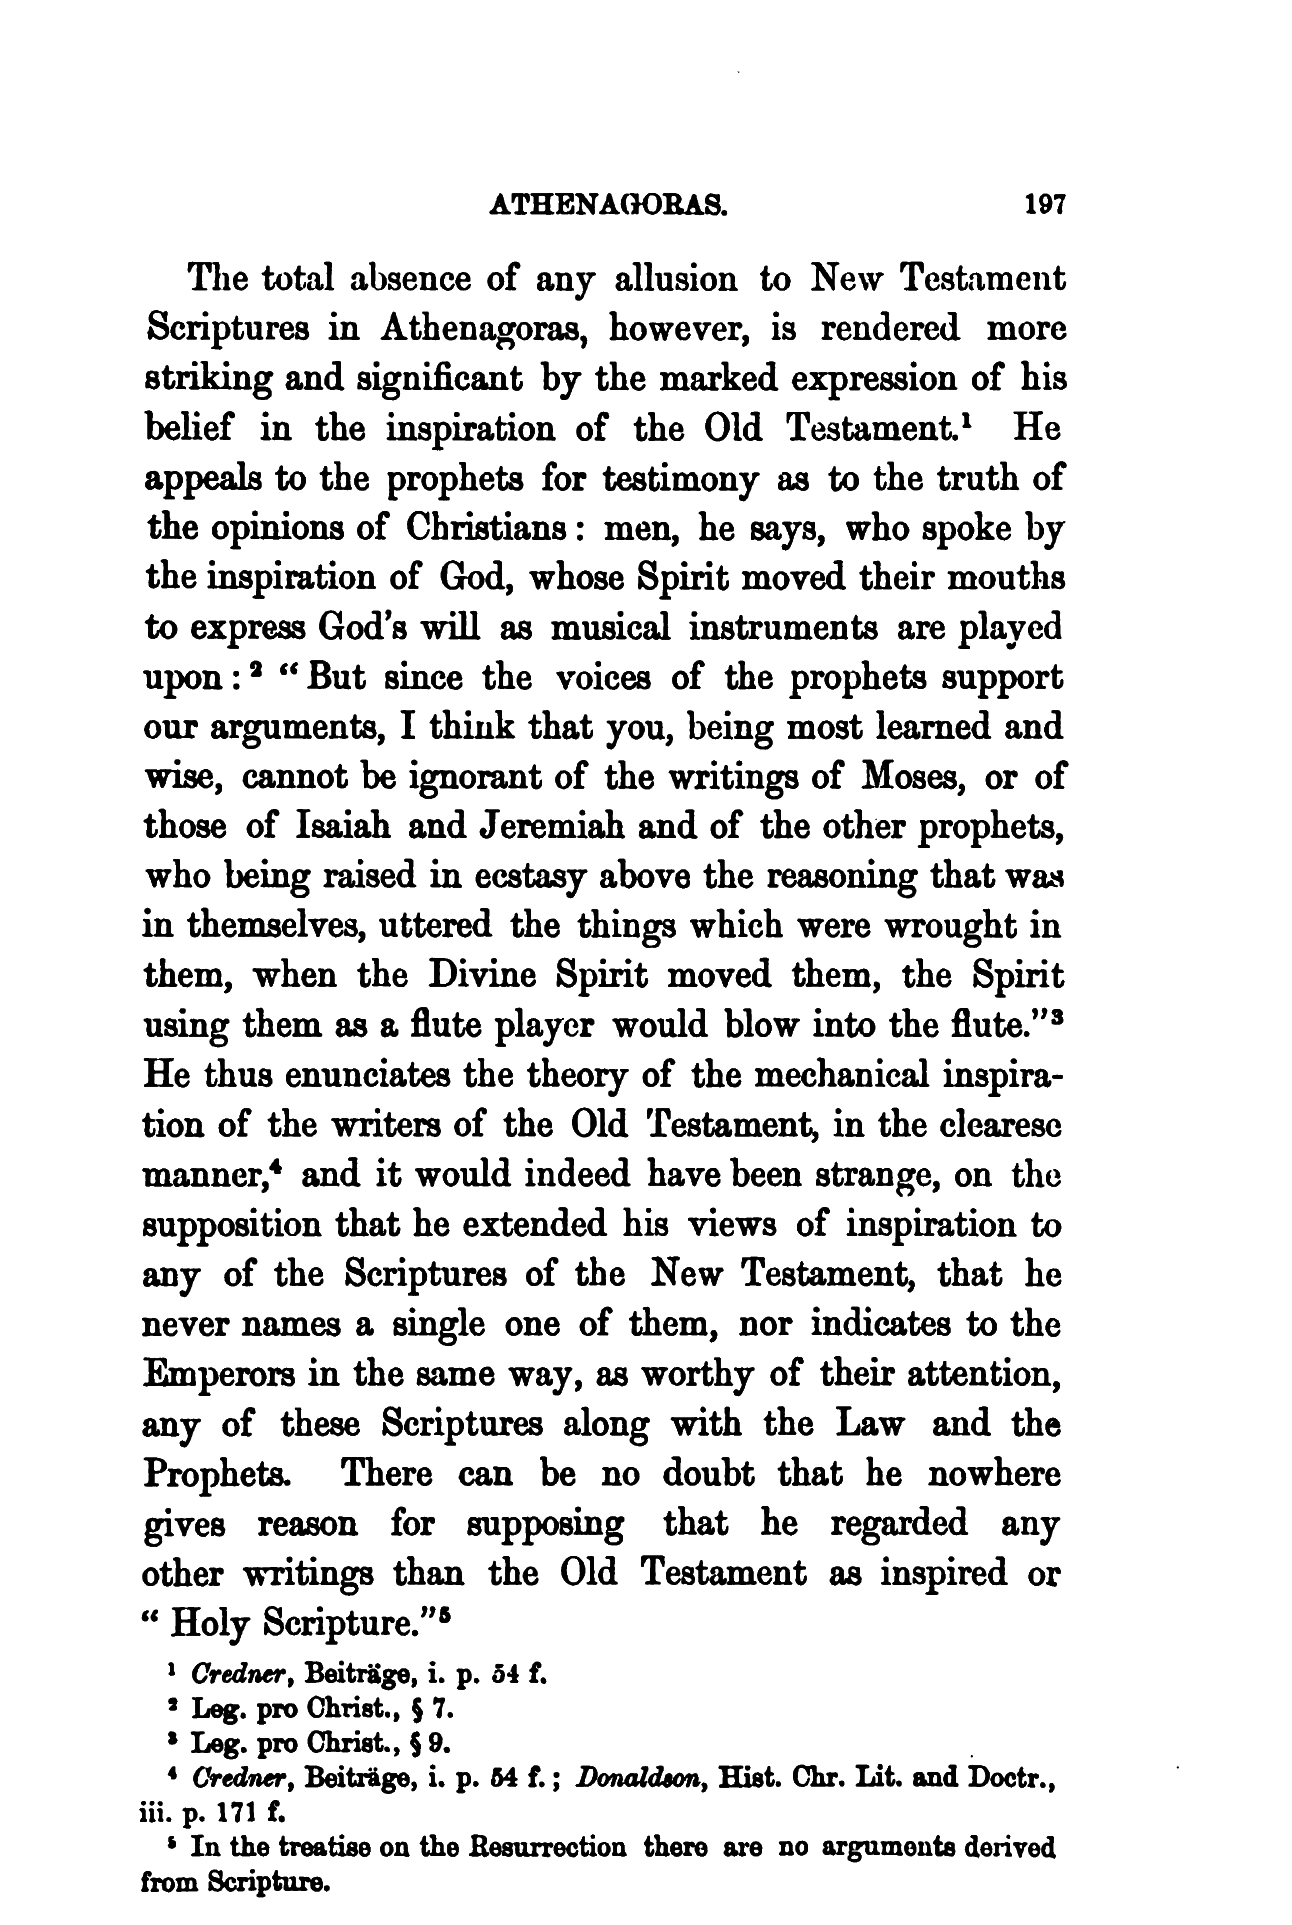 ATHENAGORAS. 197
The total absence of any allusion to New Testament
Scriptures in Athenagoras, however, is rendered more
striking and significant by the marked expression of his
belief in the inspiration of the Old Testament.¹ He
appeals to the prophets for testimony as to the truth of
the opinions of Christians: men, he says, who spoke by
the inspiration of God, whose Spirit moved their mouths
to express God's will as musical instruments are played
upon:² “But since the voices of the prophets support
our arguments, I think that you, being most learned and
wise, cannot be ignorant of the writings of Moses, or of
those of Isaiah and Jeremiah and of the other prophets,
who being raised in ecstasy above the reasoning that was
in themselves, uttered the things which were wrought in
them, when the Divine Spirit moved them, the Spirit
using them as a flute player would blow into the flute.”³
He thus enunciates the theory of the mechanical inspira-
tion of the writers of the Old Testament, in the clearest
manner,⁴ and it would indeed have been strange, on the
supposition that he extended his views of inspiration to
any of the Scriptures of the New Testament, that he
never names a single one of them, nor indicates to the
Emperors in the same way, as worthy of their attention,
any of these Scriptures along with the Law and the
Prophets. There can be no doubt that he nowhere
gives reason for supposing that he regarded any
other writings than the Old Testament as inspired or
“Holy Scripture.”⁵
¹ Credner, Beiträge, i. p. 54 f.
² Leg. pro Christ., § 7.
³ Leg. pro Christ., § 9.
⁴ Credner, Beiträge, i. p. 54 f.; Donaldson, Hist. Chr. Lit. and Doctr.,
iii. p. 171 f.
⁵ In the treatise on the Resurrection there are no arguments derived
from Scripture.